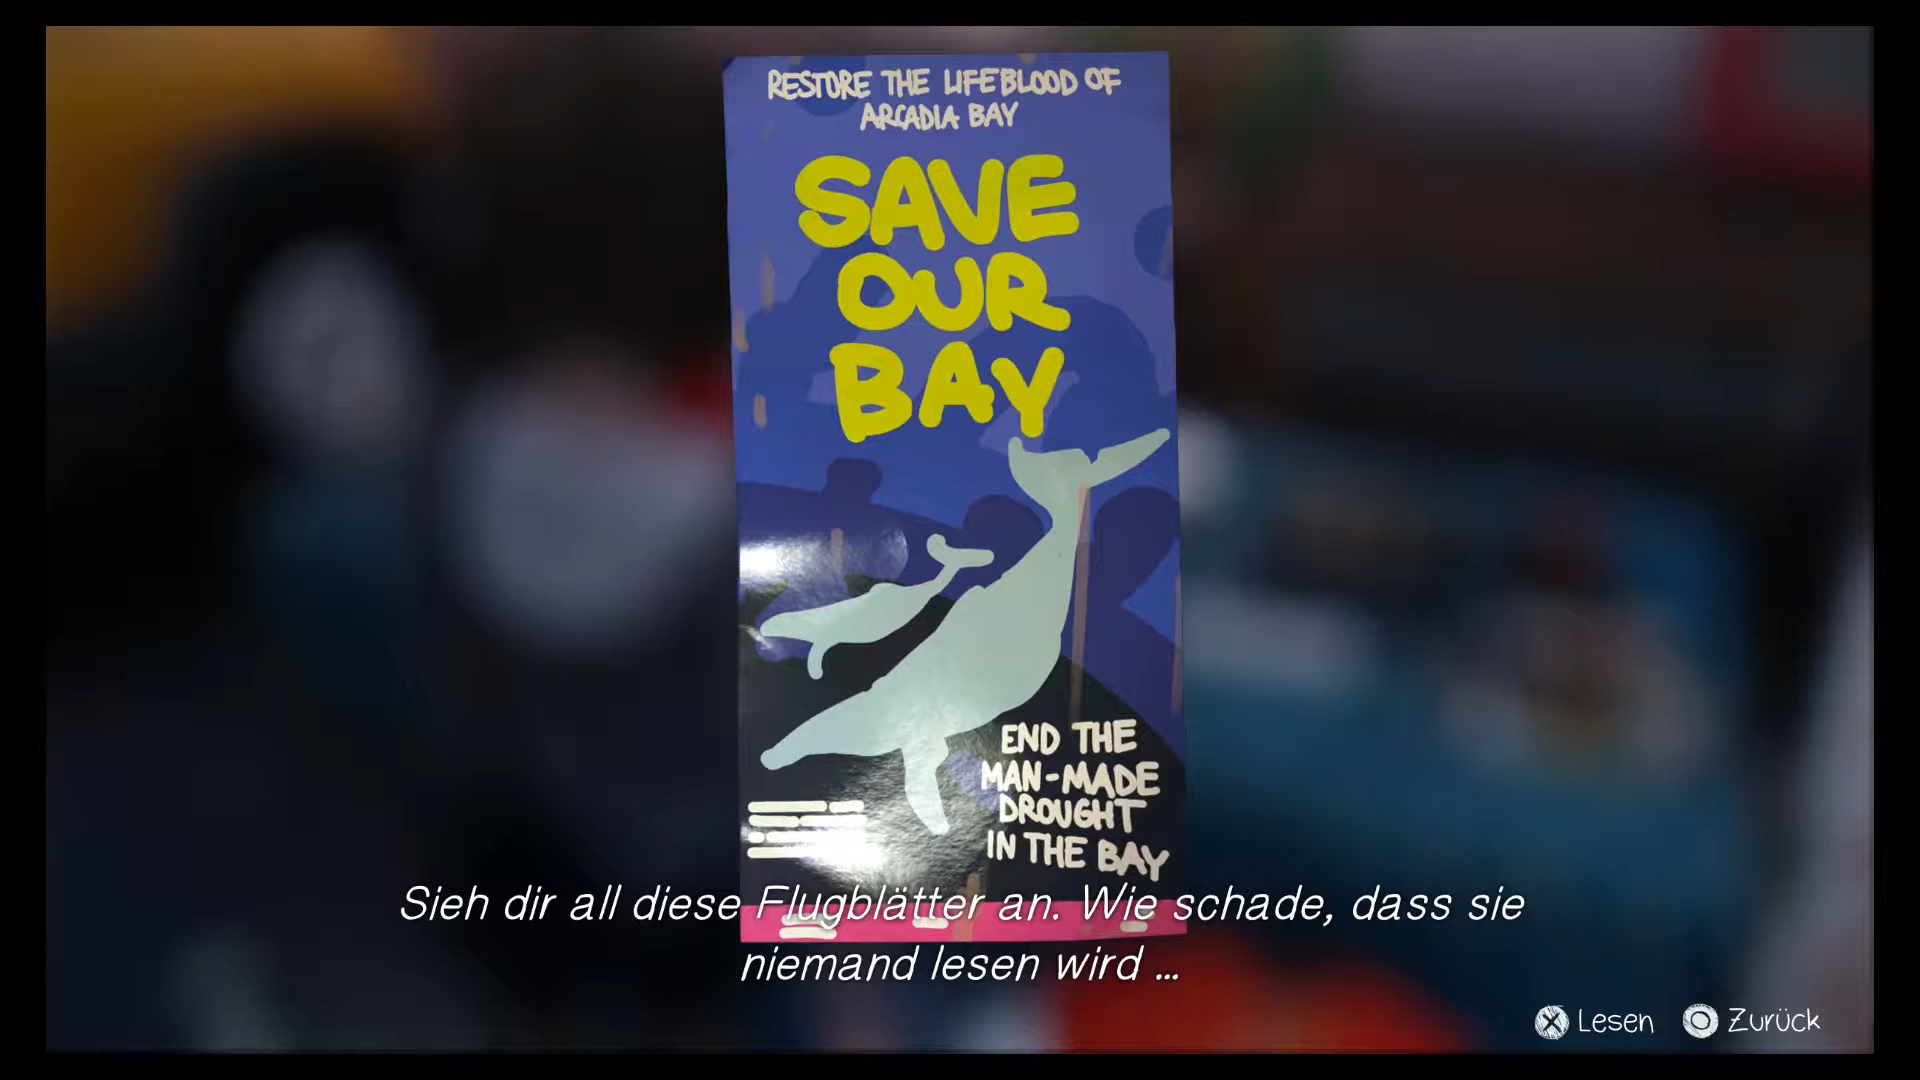 RESTORE THE LIFEBLOOD OF
ARCADIA BAY
SAVE
OUR
BAY
END THE
MAN-MADE
DROUGHT
IN THE BAY
Sieh dir all diese Flugblätter an. Wie schade, dass sie
niemand lesen wird ...
Lesen Zurück